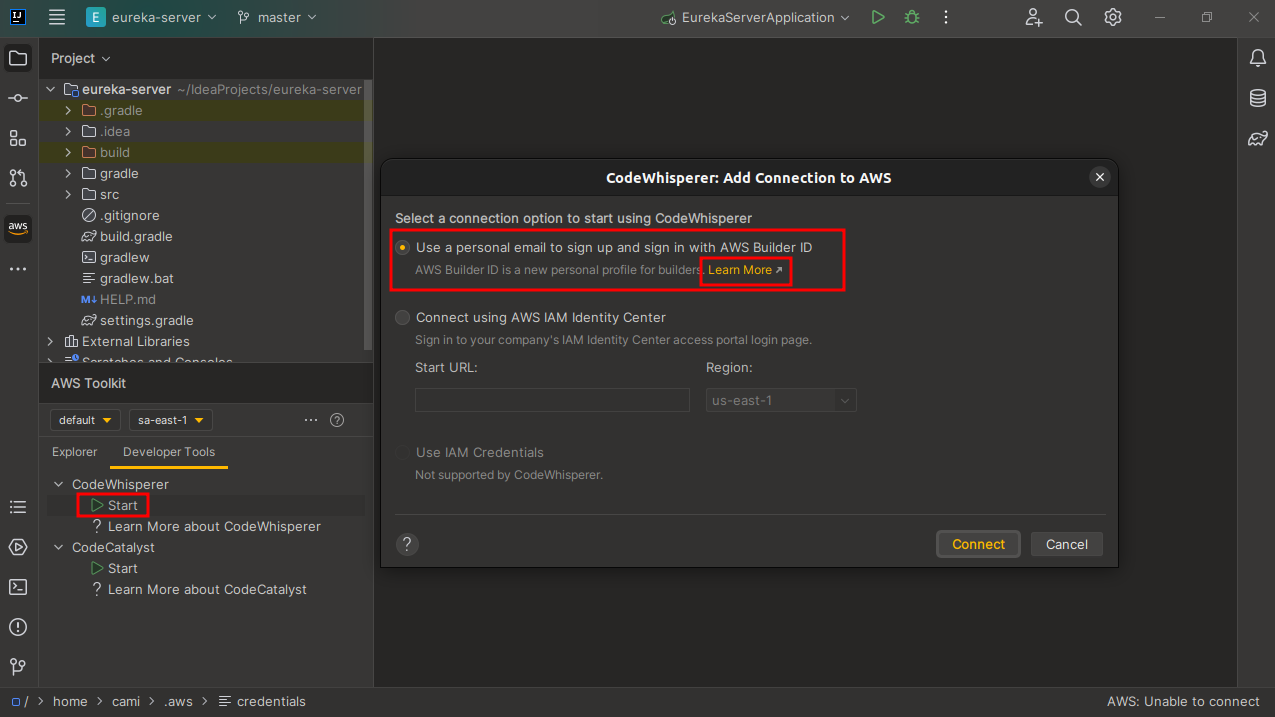 IJ
E eureka-server master EurekaServerApplication
Project
eureka-server ~/IdeaProjects/eureka-server
.gradle
.idea
build
gradle
src
.gitignore
build.gradle
gradlew
gradlew.bat
M↓ HELP.md
settings.gradle
External Libraries
Scratches and Consoles
aws
AWS Toolkit
default sa-east-1 ... ?
Explorer Developer Tools
CodeWhisperer
Start
? Learn More about CodeWhisperer
CodeCatalyst
Start
? Learn More about CodeCatalyst
CodeWhisperer: Add Connection to AWS
Select a connection option to start using CodeWhisperer
Use a personal email to sign up and sign in with AWS Builder ID
AWS Builder ID is a new personal profile for builders. Learn More ↗
Connect using AWS IAM Identity Center
Sign in to your company's IAM Identity Center access portal login page.
Start URL: Region:
us-east-1
Use IAM Credentials
Not supported by CodeWhisperer.
? Connect Cancel
/ > home > cami > .aws > credentials AWS: Unable to connect